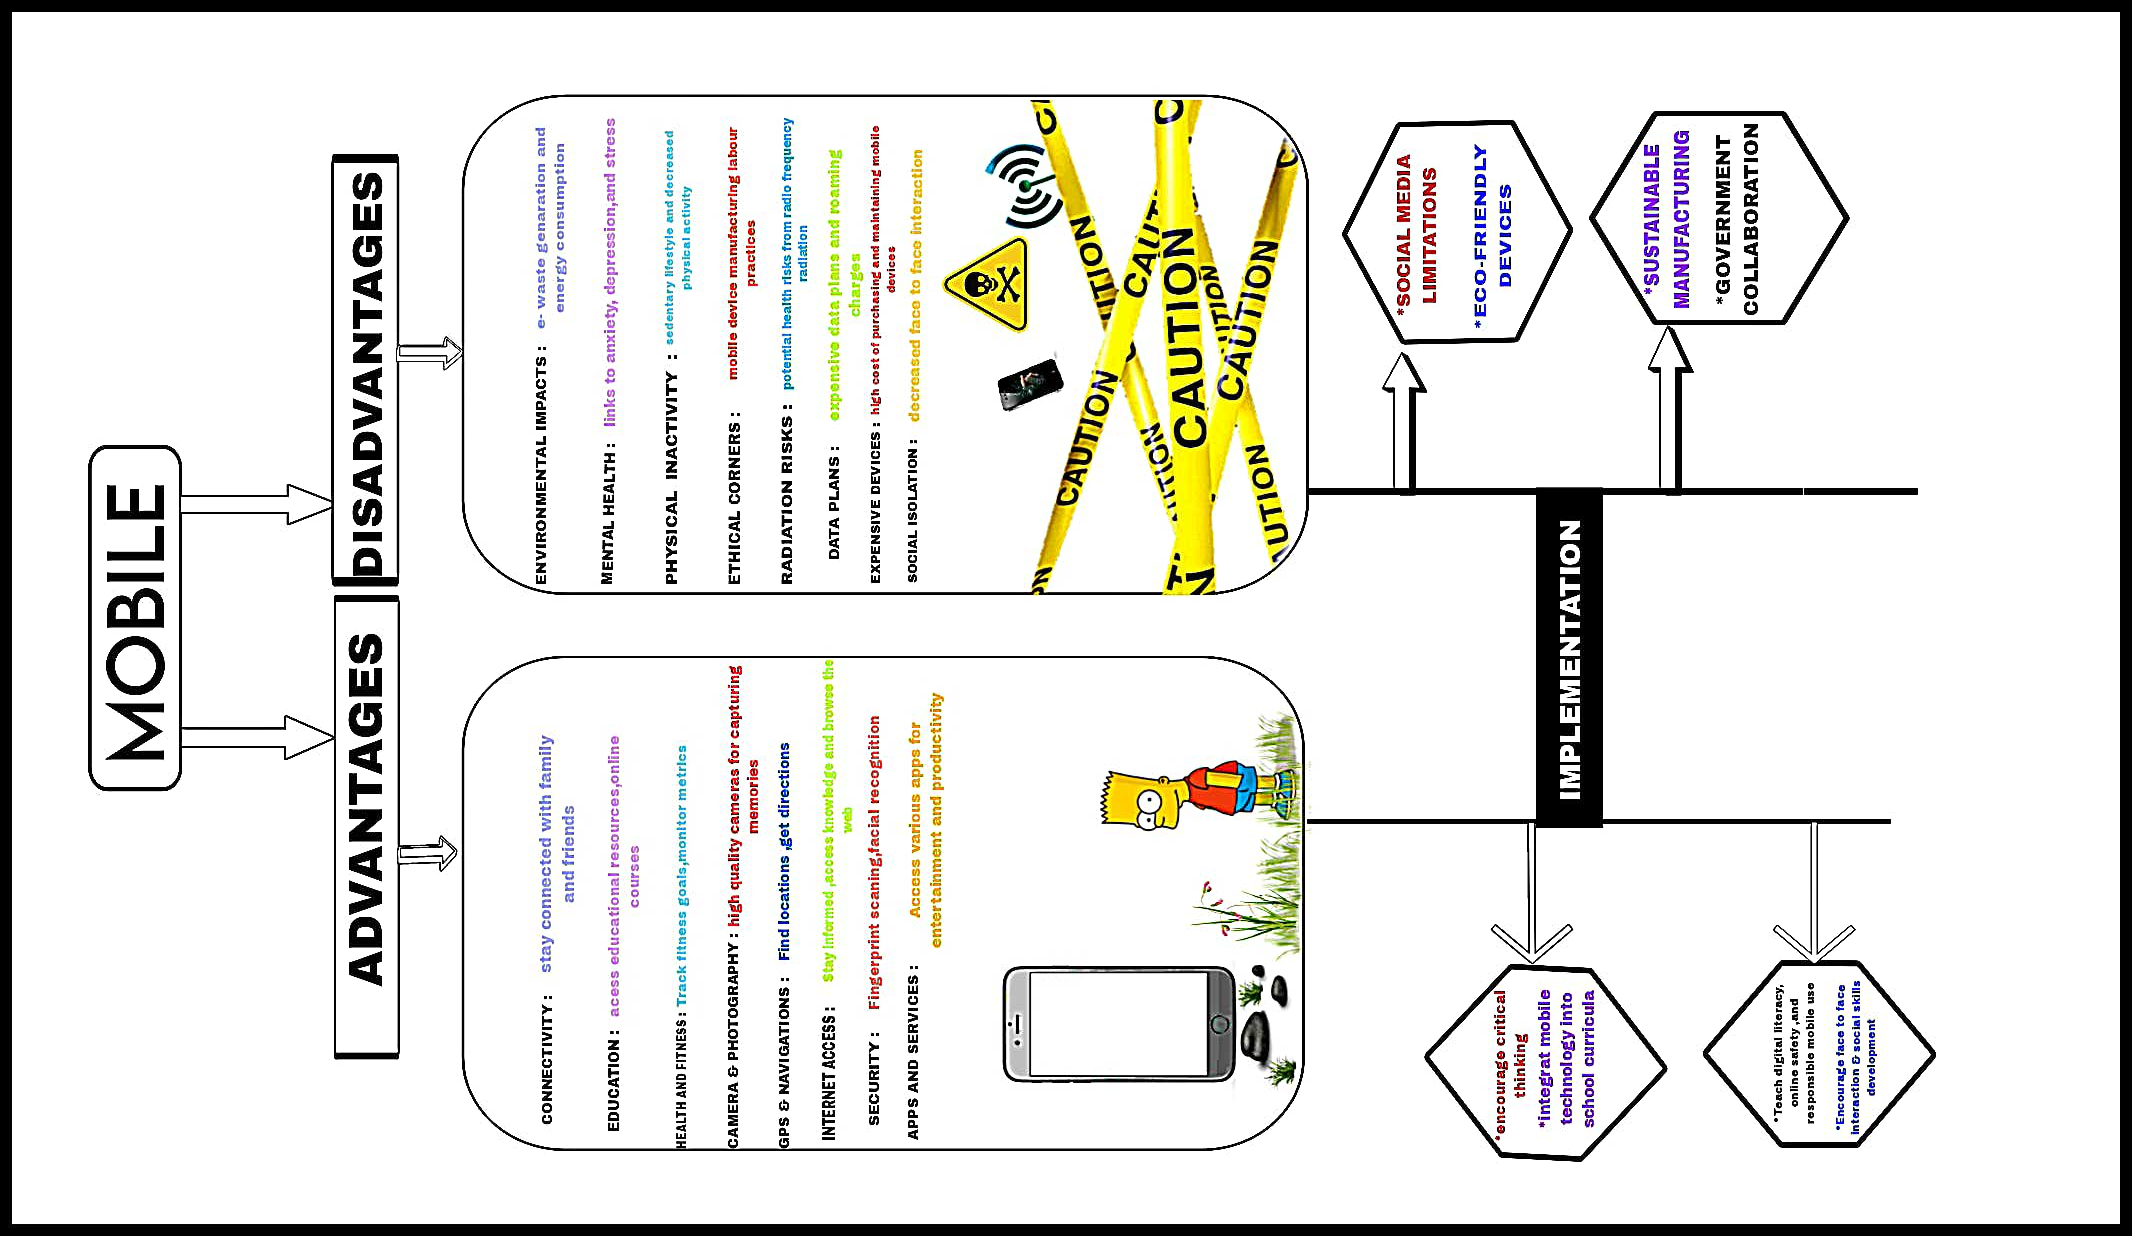 MOBILE
ADVANTAGES
DISADVANTAGES
CONNECTIVITY : stay connected with family
and friends
EDUCATION : acess educational resources,online
courses
HEALTH AND FITNESS : Track fitness goals,monitor metrics
CAMERA & PHOTOGRAPHY : high quality cameras for capturing
memories
GPS & NAVIGATIONS : Find locations ,get directions
INTERNET ACCESS : Stay informed ,access knowledge and browse the
web
SECURITY : Fingerprint scaning,facial recognition
APPS AND SERVICES : Access various apps for
entertainment and productivity
ENVIRONMENTAL IMPACTS : e- waste genaration and
energy consumption
MENTAL HEALTH : links to anxiety, depression,and stress
PHYSICAL INACTIVITY : sedentary lifestyle and decreased
physical activity
ETHICAL CORNERS : mobile device manufacturing labour
practices
RADIATION RISKS : potential health risks from radio frequency
radiation
DATA PLANS : expensive data plans and roaming
charges
EXPENSIVE DEVICES : high cost of purchasing and maintaining mobile
devices
SOCIAL ISOLATION : decreased face to face interaction
CAUTION
CAUTION
CAUTION
CAUTION
IMPLEMENTATION
*encourage critical
thinking
*integrat mobile
technology into
school curricula
*Teach digital literacy,
online safety ,and
responsible mobile use
*Encourage face to face
interaction & social skills
development
*SOCIAL MEDIA
LIMITATIONS
*ECO-FRIENDLY
DEVICES
*SUSTAINABLE
MANUFACTURING
*GOVERNMENT
COLLABORATION